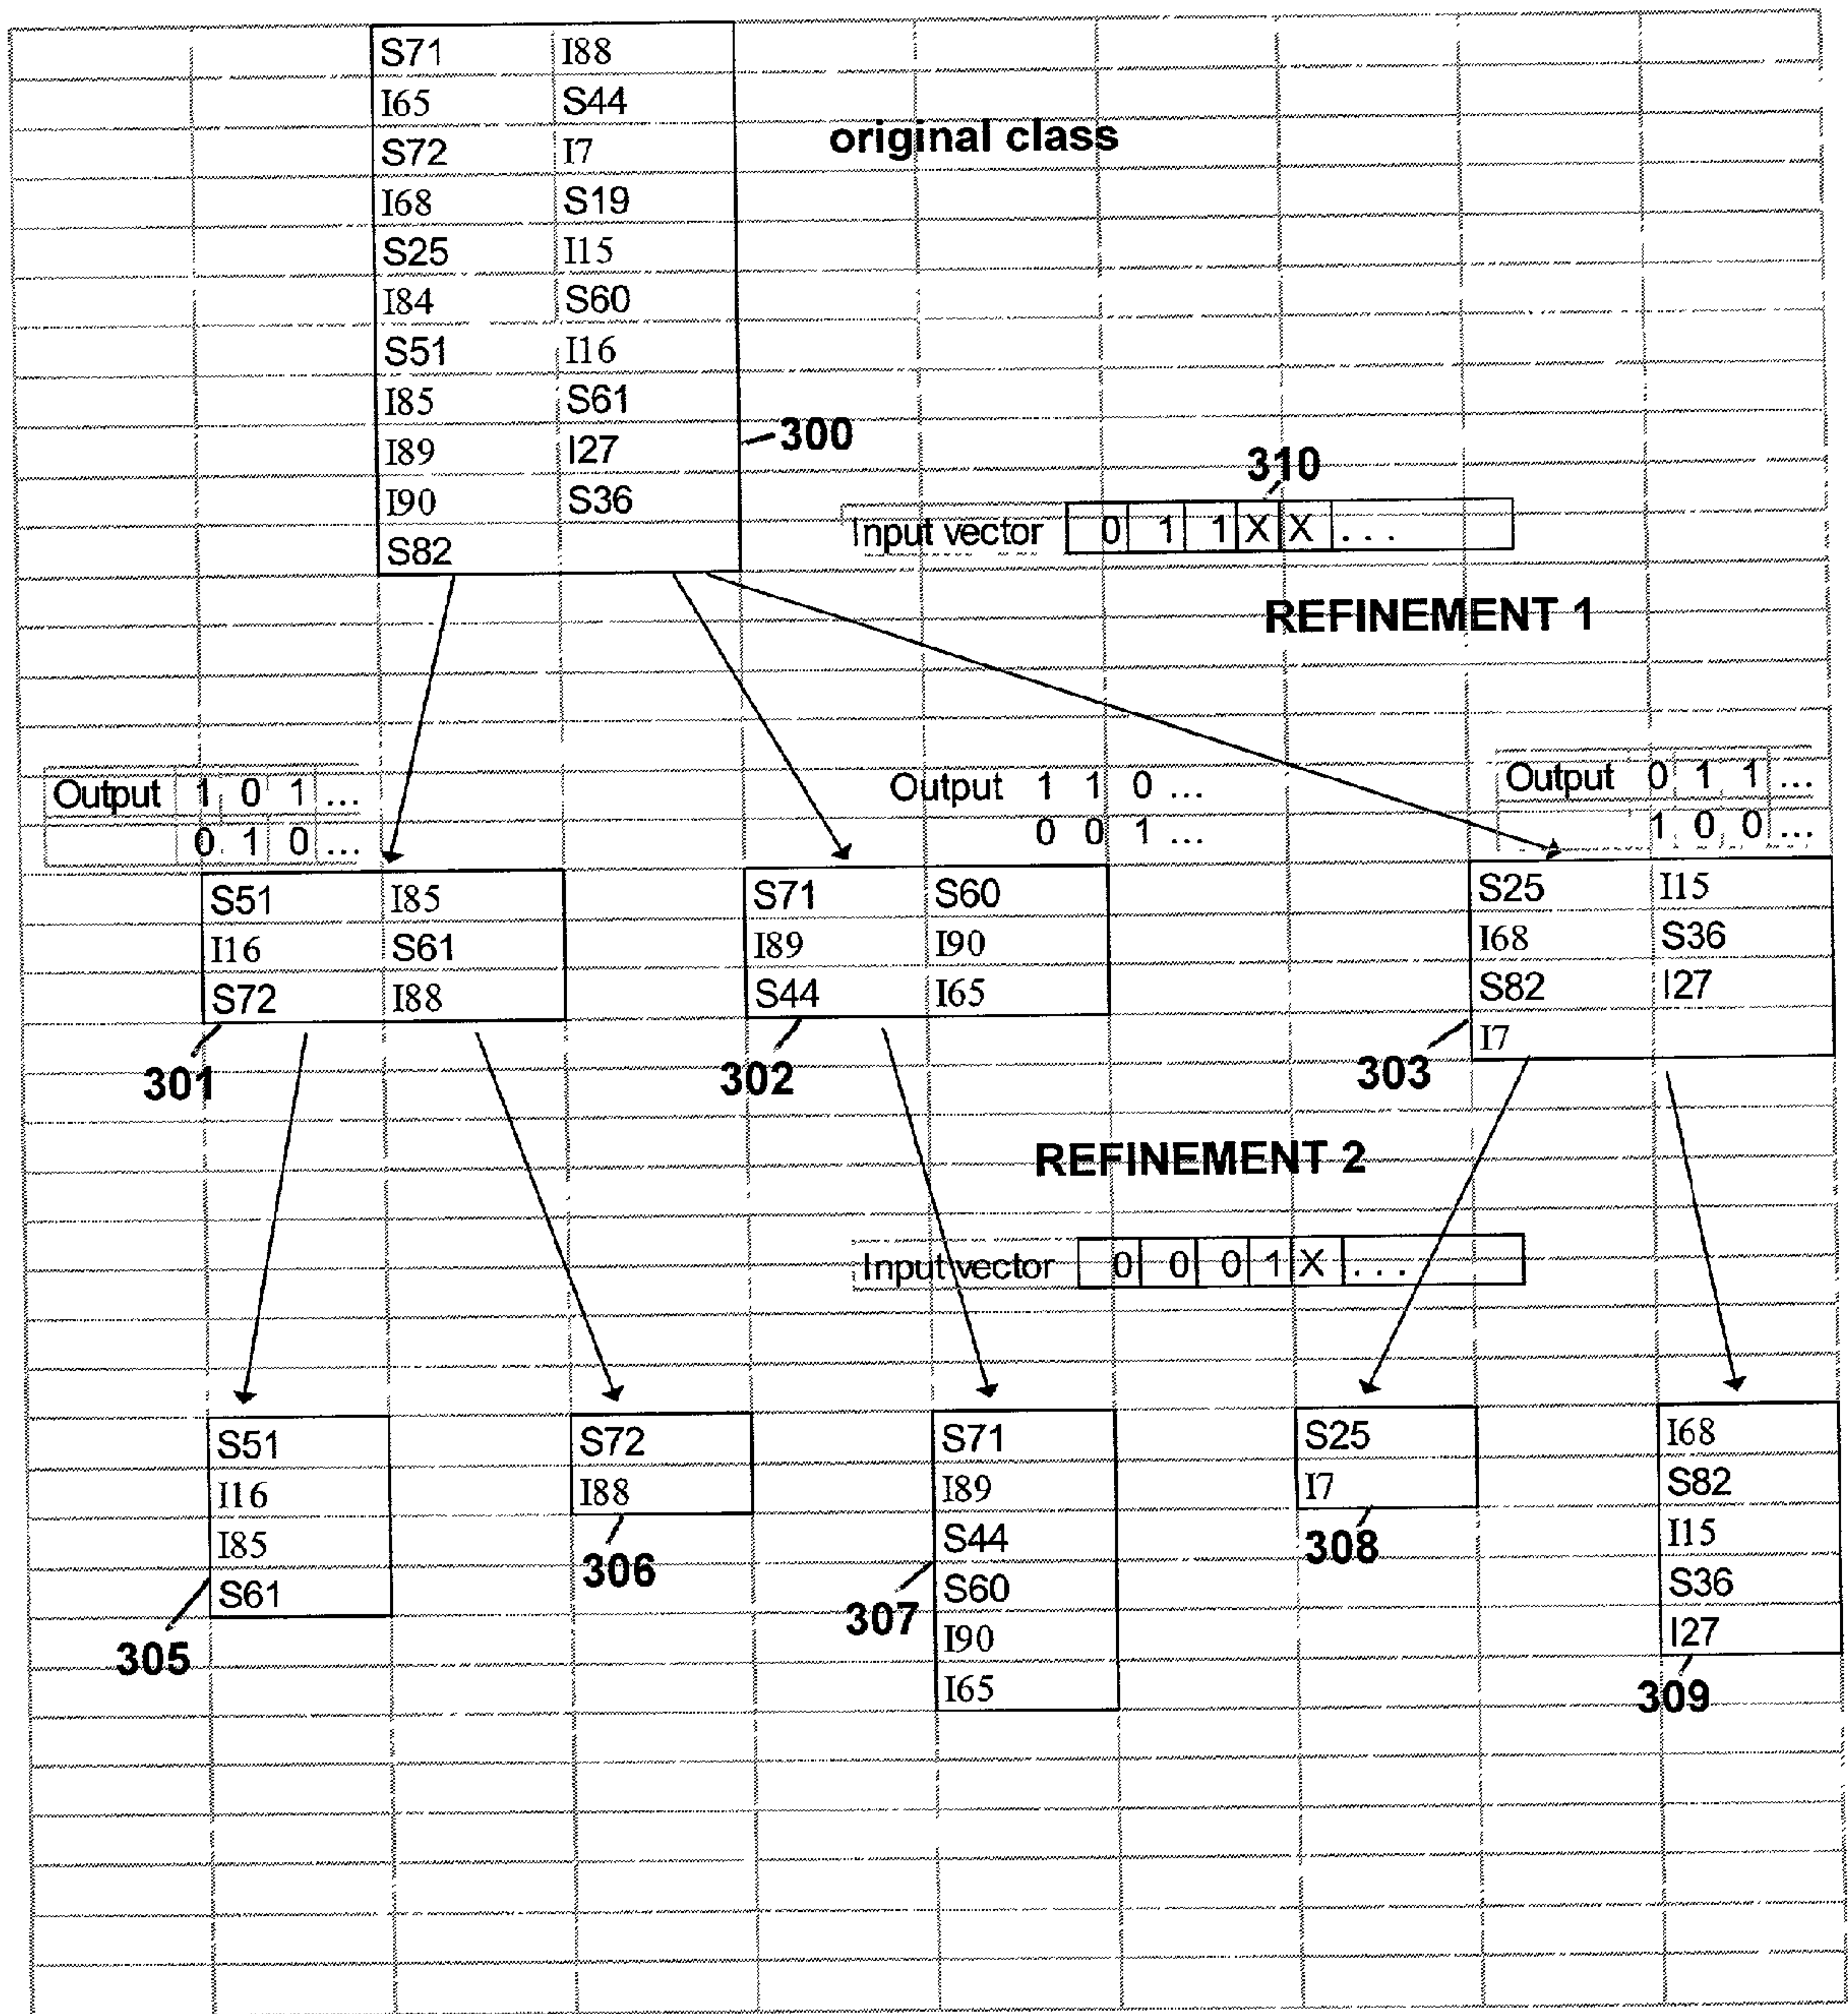 S71 I88
I65 S44
original class
S72 I7
I68 S19
S25 I15
I84 S60
S51 I16
I85 S61
300
I89 I27
310
I90 S36
Input vector 0 1 1 X X ...
S82
REFINEMENT 1
Output 1 0 1 ...
0 1 0 ...
Output 1 1 0 ...
0 0 1 ...
Output 0 1 1 ...
1 0 0 ...
S51 I85
I16 S61
S72 I88
301
S71 S60
I89 I90
S44 I65
302
S25 I15
I68 S36
S82 I27
I7
303
REFINEMENT 2
Input vector 0 0 0 1 X ...
S51
I16
I85
S61
305
S72
I88
306
S71
I89
S44
S60
I90
I65
307
S25
I7
308
I68
S82
I15
S36
I27
309